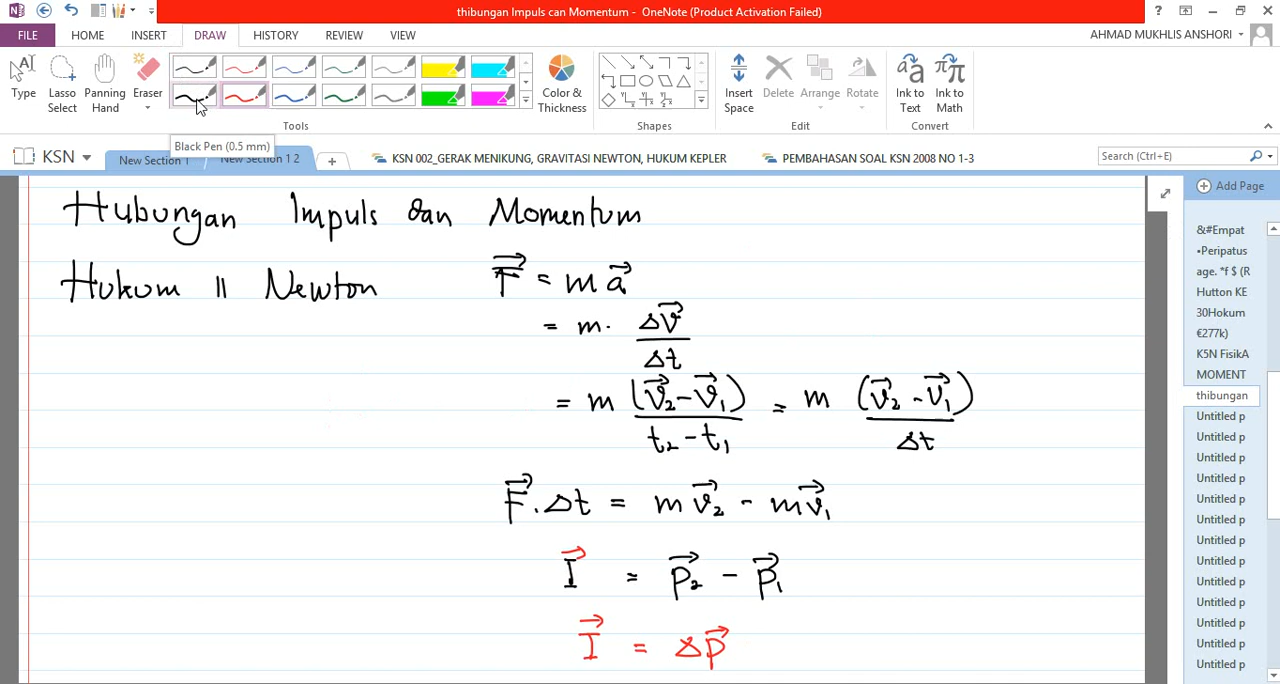 thibungan Impuls can Momentum - OneNote (Product Activation Failed)
FILE HOME INSERT DRAW HISTORY REVIEW VIEW
AHMAD MUKHLIS ANSHORI
Type
Lasso Select
Panning Hand
Eraser
Color & Thickness
Insert Space
Delete
Arrange
Rotate
Ink to Text
Ink to Math
Tools
Shapes
Edit
Convert
Black Pen (0.5 mm)
KSN
New Section 1
New Section 1 2
KSN 002_GERAK MENIKUNG, GRAVITASI NEWTON, HUKUM KEPLER
PEMBAHASAN SOAL KSN 2008 NO 1-3
Search (Ctrl+E)
Add Page
&#Empat
•Peripatus
age. *f $ (R
Hutton KE
30Hokum
€277k)
K5N FisikA
MOMENT
thibungan
Untitled p
Untitled p
Untitled p
Untitled p
Untitled p
Untitled p
Untitled p
Untitled p
Untitled p
Untitled p
Untitled p
Untitled p
Untitled p
Hubungan Impuls dan Momentum
Hukum II Newton F⃗ = m a⃗
= m · Δv⃗ / Δt
= m (v⃗₂ - v⃗₁) / t₂ - t₁ = m (v⃗₂ - v⃗₁) / Δt
F⃗ . Δt = m v⃗₂ - m v⃗₁
I⃗ = p⃗₂ - p⃗₁
I⃗ = Δp⃗